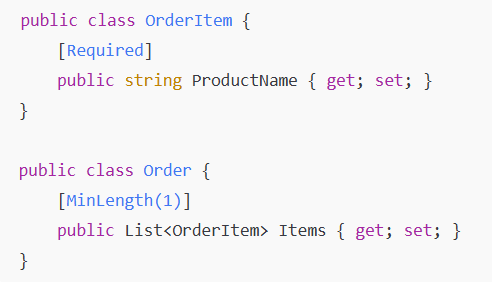 public class OrderItem {
    [Required]
    public string ProductName { get; set; }
}

public class Order {
    [MinLength(1)]
    public List<OrderItem> Items { get; set; }
}